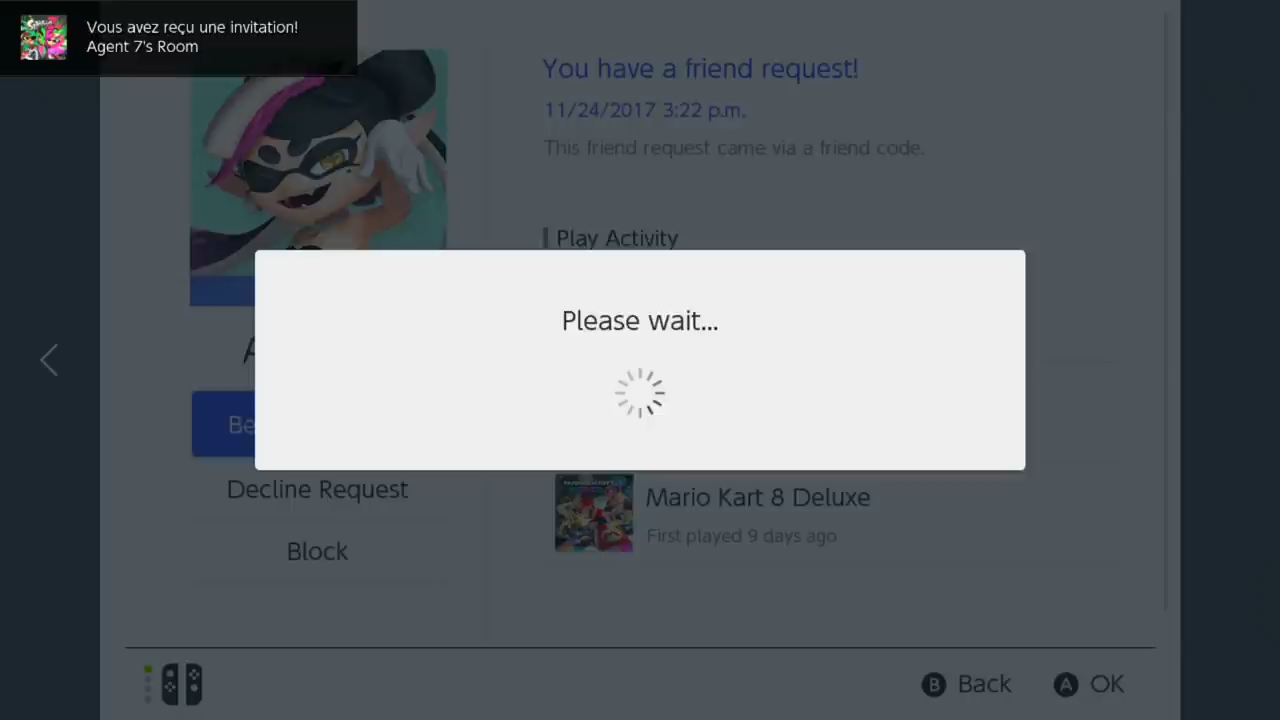 Vous avez reçu une invitation!
Agent 7's Room
You have a friend request!
11/24/2017 3:22 p.m.
This friend request came via a friend code.
Play Activity
Please wait...
Be
Decline Request
Block
Mario Kart 8 Deluxe
First played 9 days ago
B Back
A OK